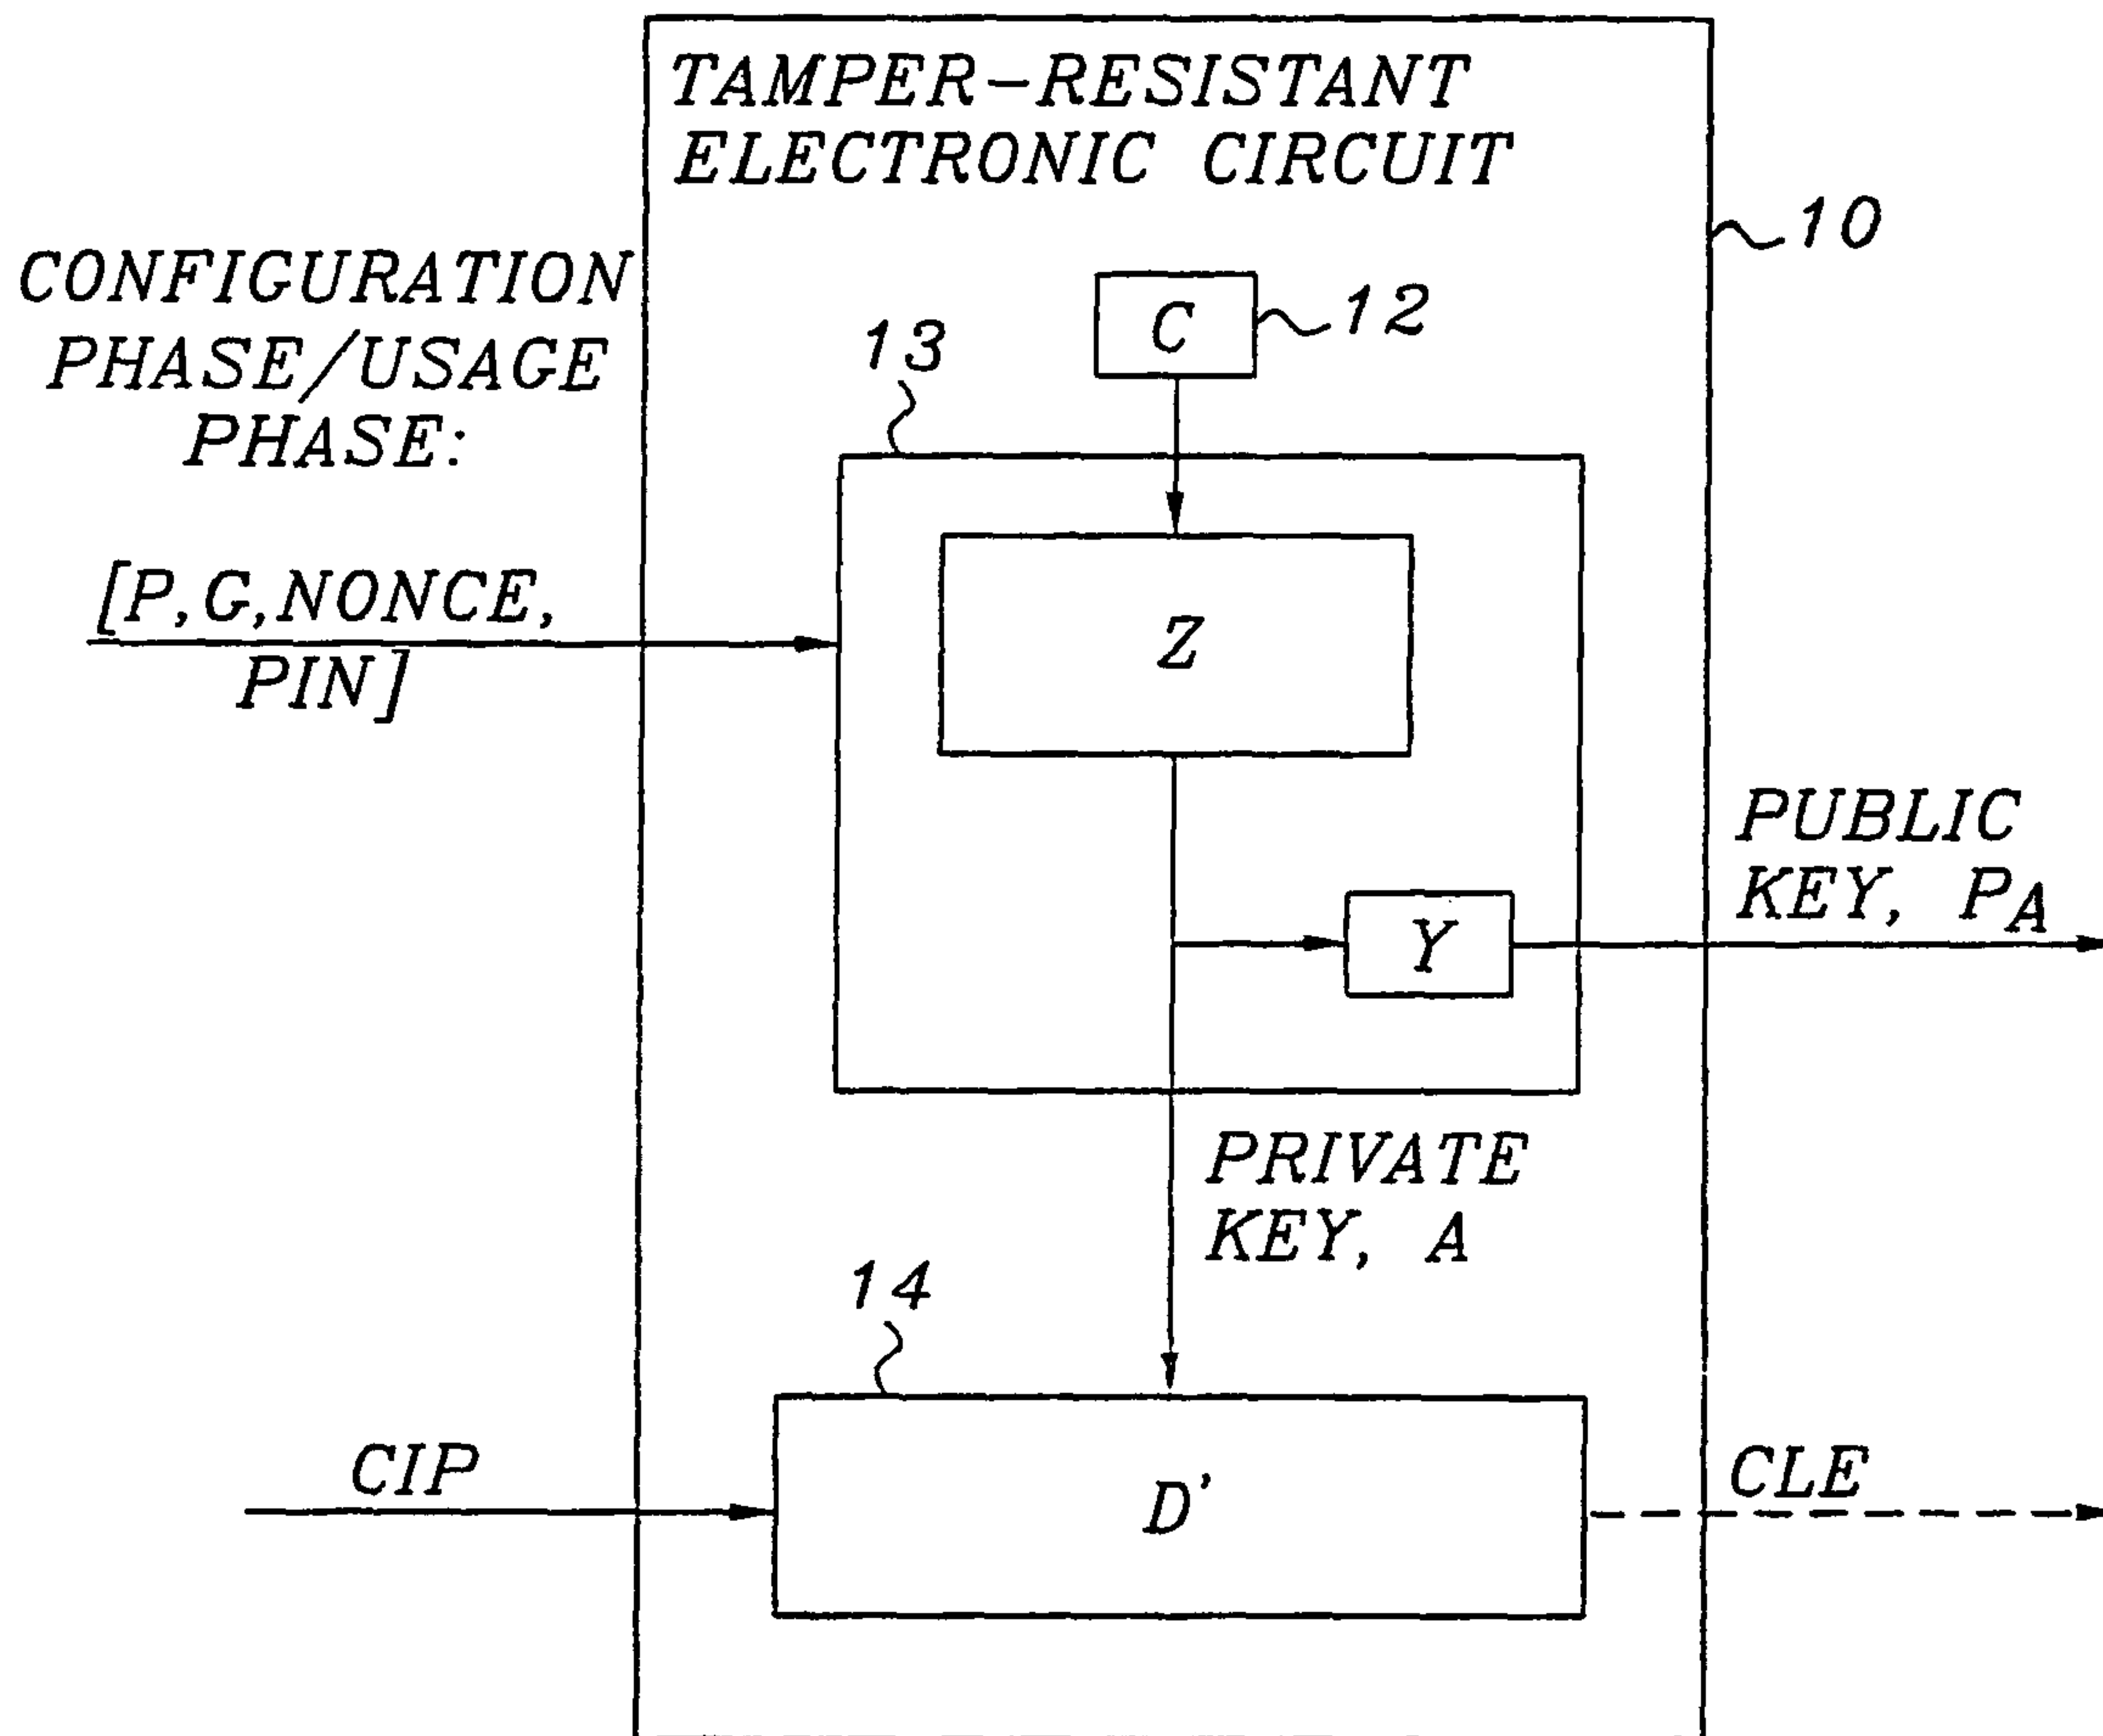 TAMPER-RESISTANT
ELECTRONIC CIRCUIT
10
CONFIGURATION
PHASE/USAGE
PHASE:
C
12
13
[P,G,NONCE,
PIN]
Z
PUBLIC
KEY, PA
Y
PRIVATE
KEY, A
14
CIP
D'
CLE